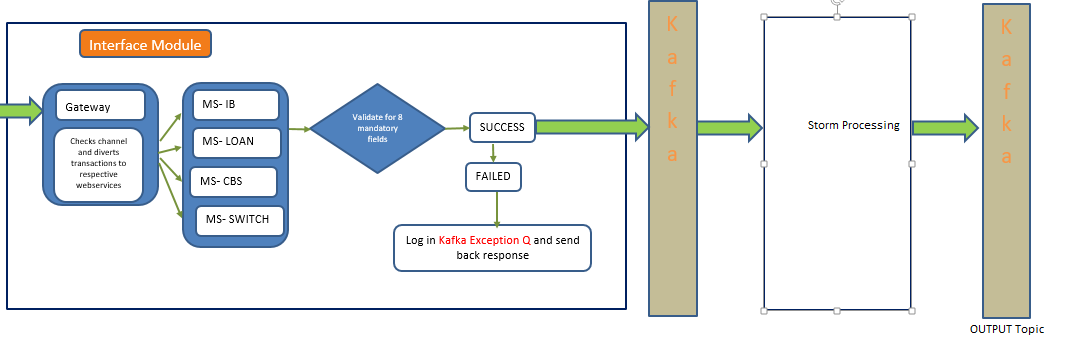 Interface Module
Gateway
Checks channel
and diverts
transactions to
respective
webservices
MS- IB
MS- LOAN
MS- CBS
MS- SWITCH
Validate for 8
mandatory
fields
SUCCESS
FAILED
Log in Kafka Exception Q and send
back response
K
a
f
k
a
Storm Processing
K
a
f
k
a
OUTPUT Topic